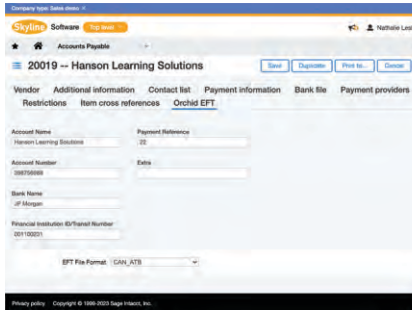 Company type: Sales demo
Skyline Software Top level
Nathalie Lesl
Accounts Payable
20019 -- Hanson Learning Solutions
Save Duplicate Print to... Cancel
Vendor Additional information Contact list Payment information Bank file Payment providers
Restrictions Item cross references Orchid EFT
Account Name Payment Reference
Hanson Learning Solutions 22
Account Number Extra
Bank Name
JP Morgan
Financial Institution ID/Transit Number
EFT File Format CAN_ATB
Privacy policy Copyright © 1999-2023 Sage Intacct, Inc.